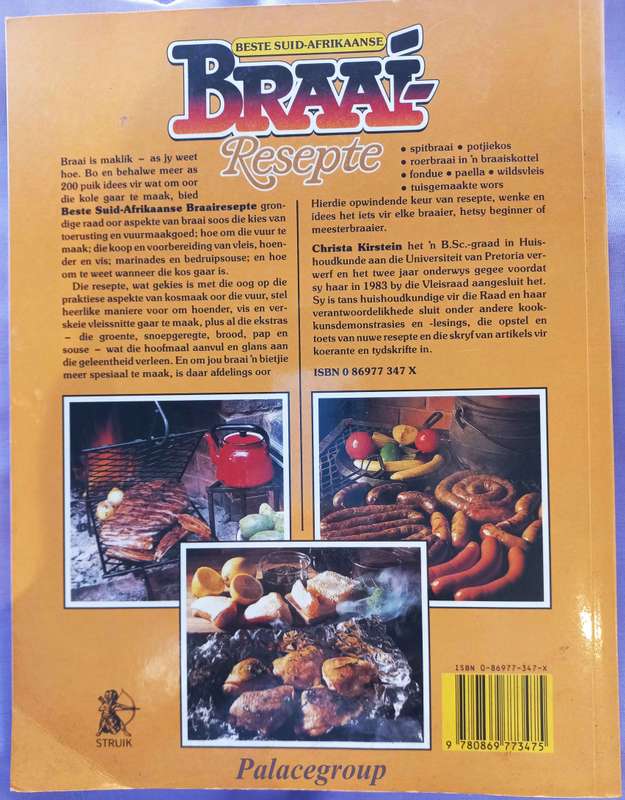 BESTE SUID-AFRIKAANSE
BRAAI-
Resepte
Braai is maklik – as jy weet
hoe. Bo en behalwe meer as
200 puik idees vir wat om oor
die kole gaar te maak, bied
Beste Suid-Afrikaanse Braairesepte gron-
dige raad oor aspekte van braai soos die kies van
toerusting en vuurmaakgoed; hoe om die vuur te
maak; die koop en voorbereiding van vleis, hoen-
der en vis; marinades en bedruipsouse; en hoe
om te weet wanneer die kos gaar is.
Die resepte, wat gekies is met die oog op die
praktiese aspekte van kosmaak oor die vuur, stel
heerlike maniere voor om hoender, vis en ver-
skeie vleissnitte gaar te maak, plus al die ekstras
– die groente, snoepgeregte, brood, pap en
souse – wat die hoofmaal aanvul en glans aan
die geleentheid verleen. En om jou braai 'n bietjie
meer spesiaal te maak, is daar afdelings oor
• spitbraai • potjiekos
• roerbraai in 'n braaiskottel
• fondue • paella • wildsvleis
• tuisgemaakte wors
Hierdie opwindende keur van resepte, wenke en
idees het iets vir elke braaier, hetsy beginner of
meesterbraaier.
Christa Kirstein het 'n B.Sc.-graad in Huis-
houdkunde aan die Universiteit van Pretoria ver-
werf en het twee jaar onderwys gegee voordat
sy haar in 1983 by die Vleisraad aangesluit het.
Sy is tans huishoudkundige vir die Raad en haar
verantwoordelikhede sluit onder andere kook-
kunsdemonstrasies en -lesings, die opstel en
toets van nuwe resepte en die skryf van artikels vir
koerante en tydskrifte in.
ISBN 0 86977 347 X
STRUIK
ISBN 0-86977-347-X
9 780869 773475
Palacegroup